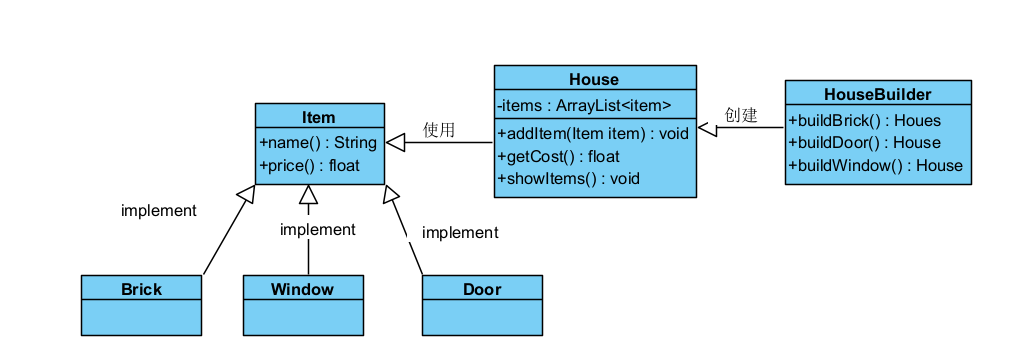 House
-items : ArrayList<item>
+addItem(Item item) : void
+getCost() : float
+showItems() : void
HouseBuilder
+buildBrick() : Houes
+buildDoor() : House
+buildWindow() : House
创建
使用
Item
+name() : String
+price() : float
implement
implement
implement
Brick
Window
Door